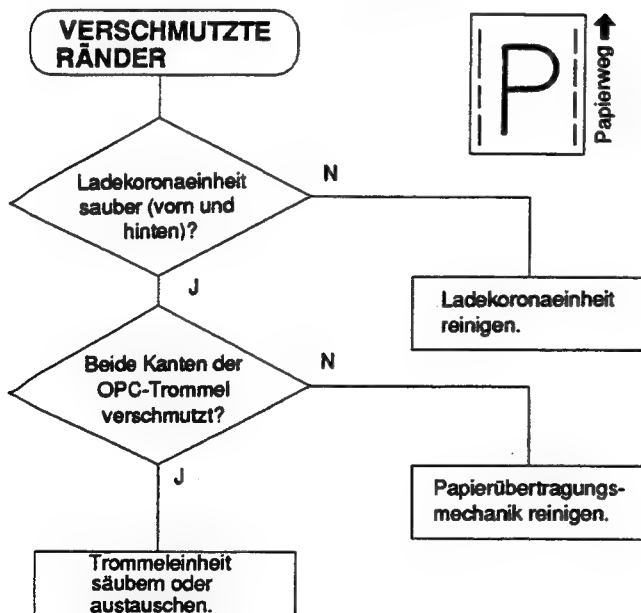 VERSCHMUTZTE
RÄNDER
P
Papierweg
Ladekoronaeinheit
sauber (vorn und
hinten)?
N
J
Ladekoronaeinheit
reinigen.
Beide Kanten der
OPC-Trommel
verschmutzt?
N
J
Papierübertragungs-
mechanik reinigen.
Trommeleinheit
säubern oder
austauschen.